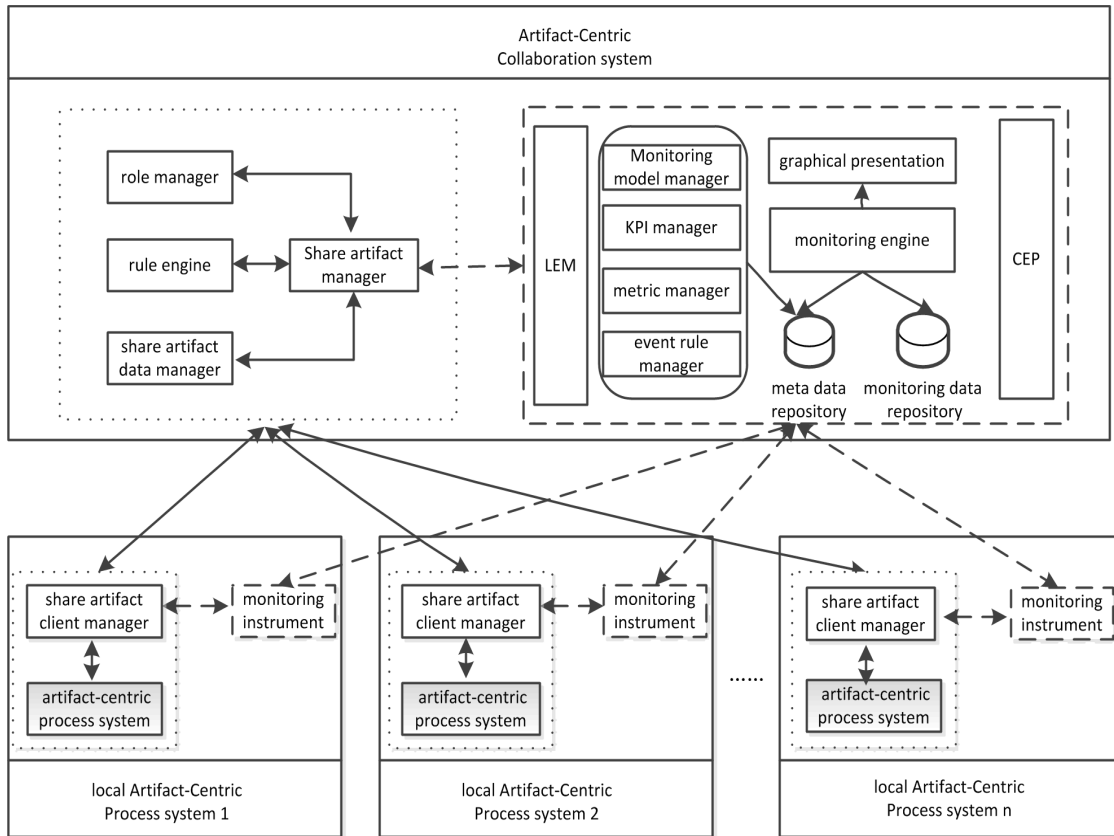 Artifact-Centric
Collaboration system
role manager
rule engine
share artifact
data manager
Share artifact
manager
LEM
Monitoring
model manager
KPI manager
metric manager
event rule
manager
graphical presentation
monitoring engine
meta data
repository
monitoring data
repository
CEP
share artifact
client manager
monitoring
instrument
artifact-centric
process system
local Artifact-Centric
Process system 1
share artifact
client manager
monitoring
instrument
artifact-centric
process system
local Artifact-Centric
Process system 2
......
share artifact
client manager
monitoring
instrument
artifact-centric
process system
local Artifact-Centric
Process system n